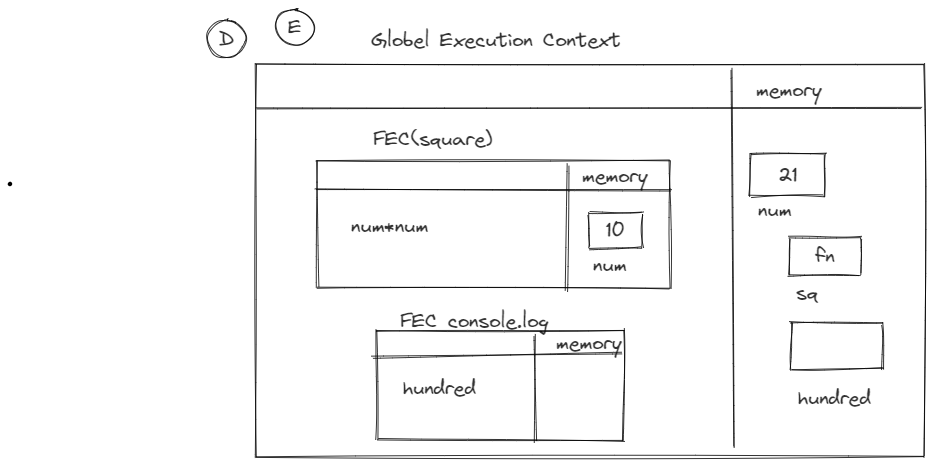 D
E
Globel Execution Context
memory
FEC(square)
memory
21
num
num*num
10
num
fn
sq
FEC console.log
memory
hundred
hundred